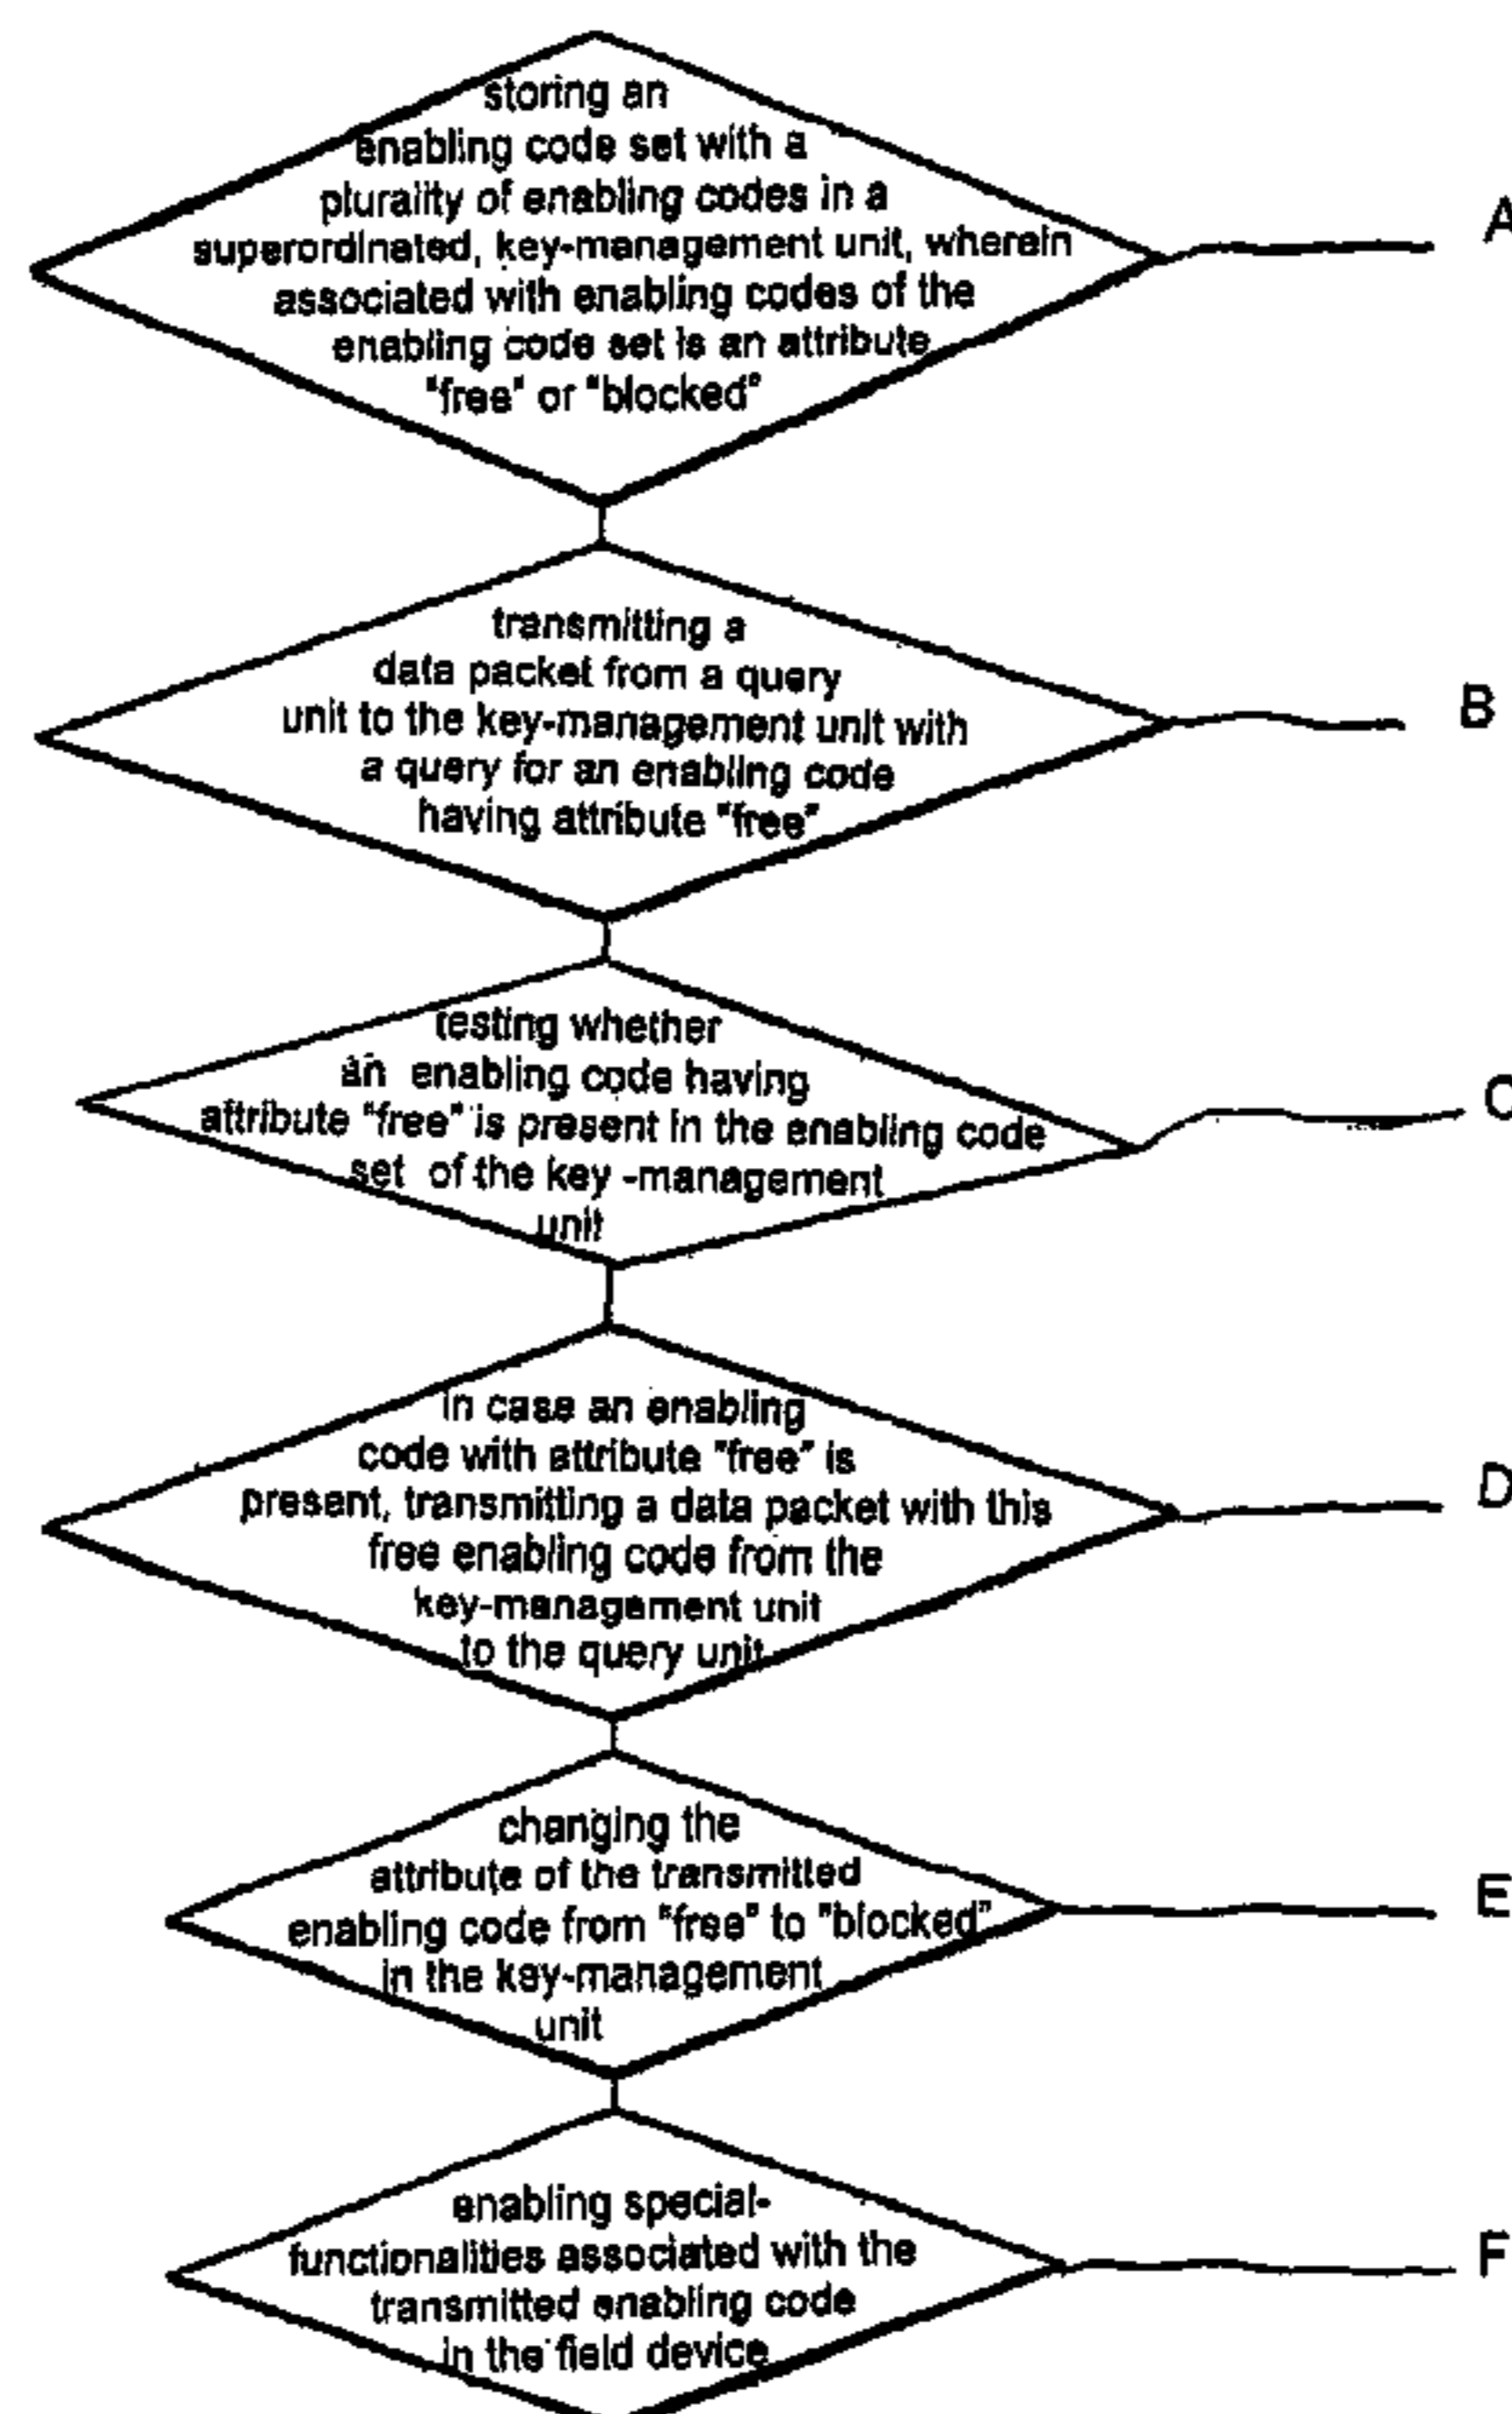 storing an
enabling code set with a
plurality of enabling codes in a
superordinated, key-management unit, wherein
associated with enabling codes of the
enabling code set is an attribute
"free" or "blocked"
A
transmitting a
data packet from a query
unit to the key-management unit with
a query for an enabling code
having attribute "free"
B
testing whether
an enabling code having
attribute "free" is present in the enabling code
set of the key -management
unit
C
in case an enabling
code with attribute "free" is
present, transmitting a data packet with this
free enabling code from the
key-management unit
to the query unit
D
changing the
attribute of the transmitted
enabling code from "free" to "blocked"
in the key-management
unit
E
enabling special-
functionalities associated with the
transmitted enabling code
in the field device
F